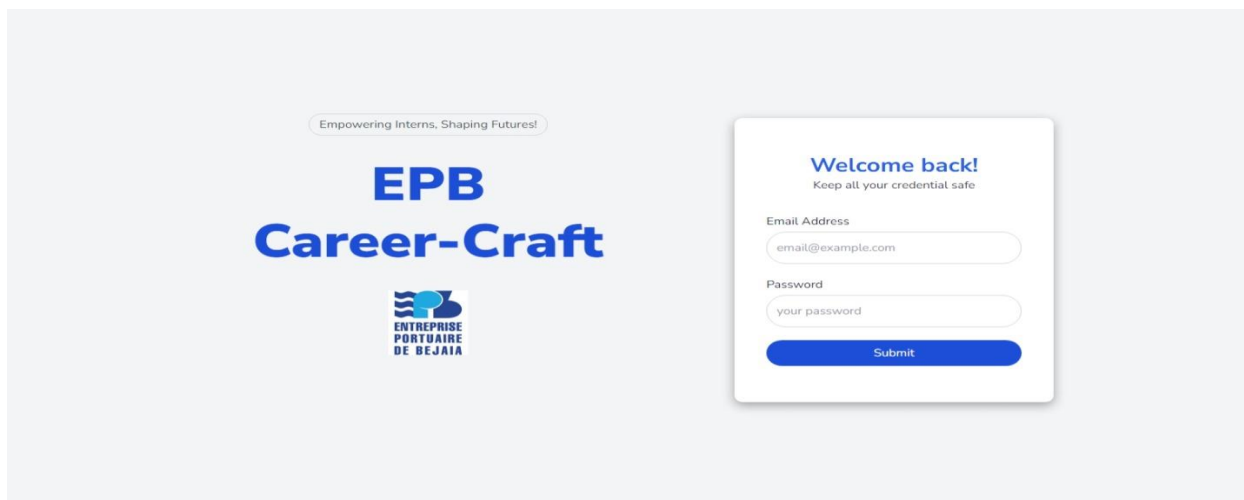 Empowering Interns, Shaping Futures!
EPB
Career-Craft
ENTREPRISE
PORTUAIRE
DE BEJAIA
Welcome back!
Keep all your credential safe
Email Address
email@example.com
Password
your password
Submit